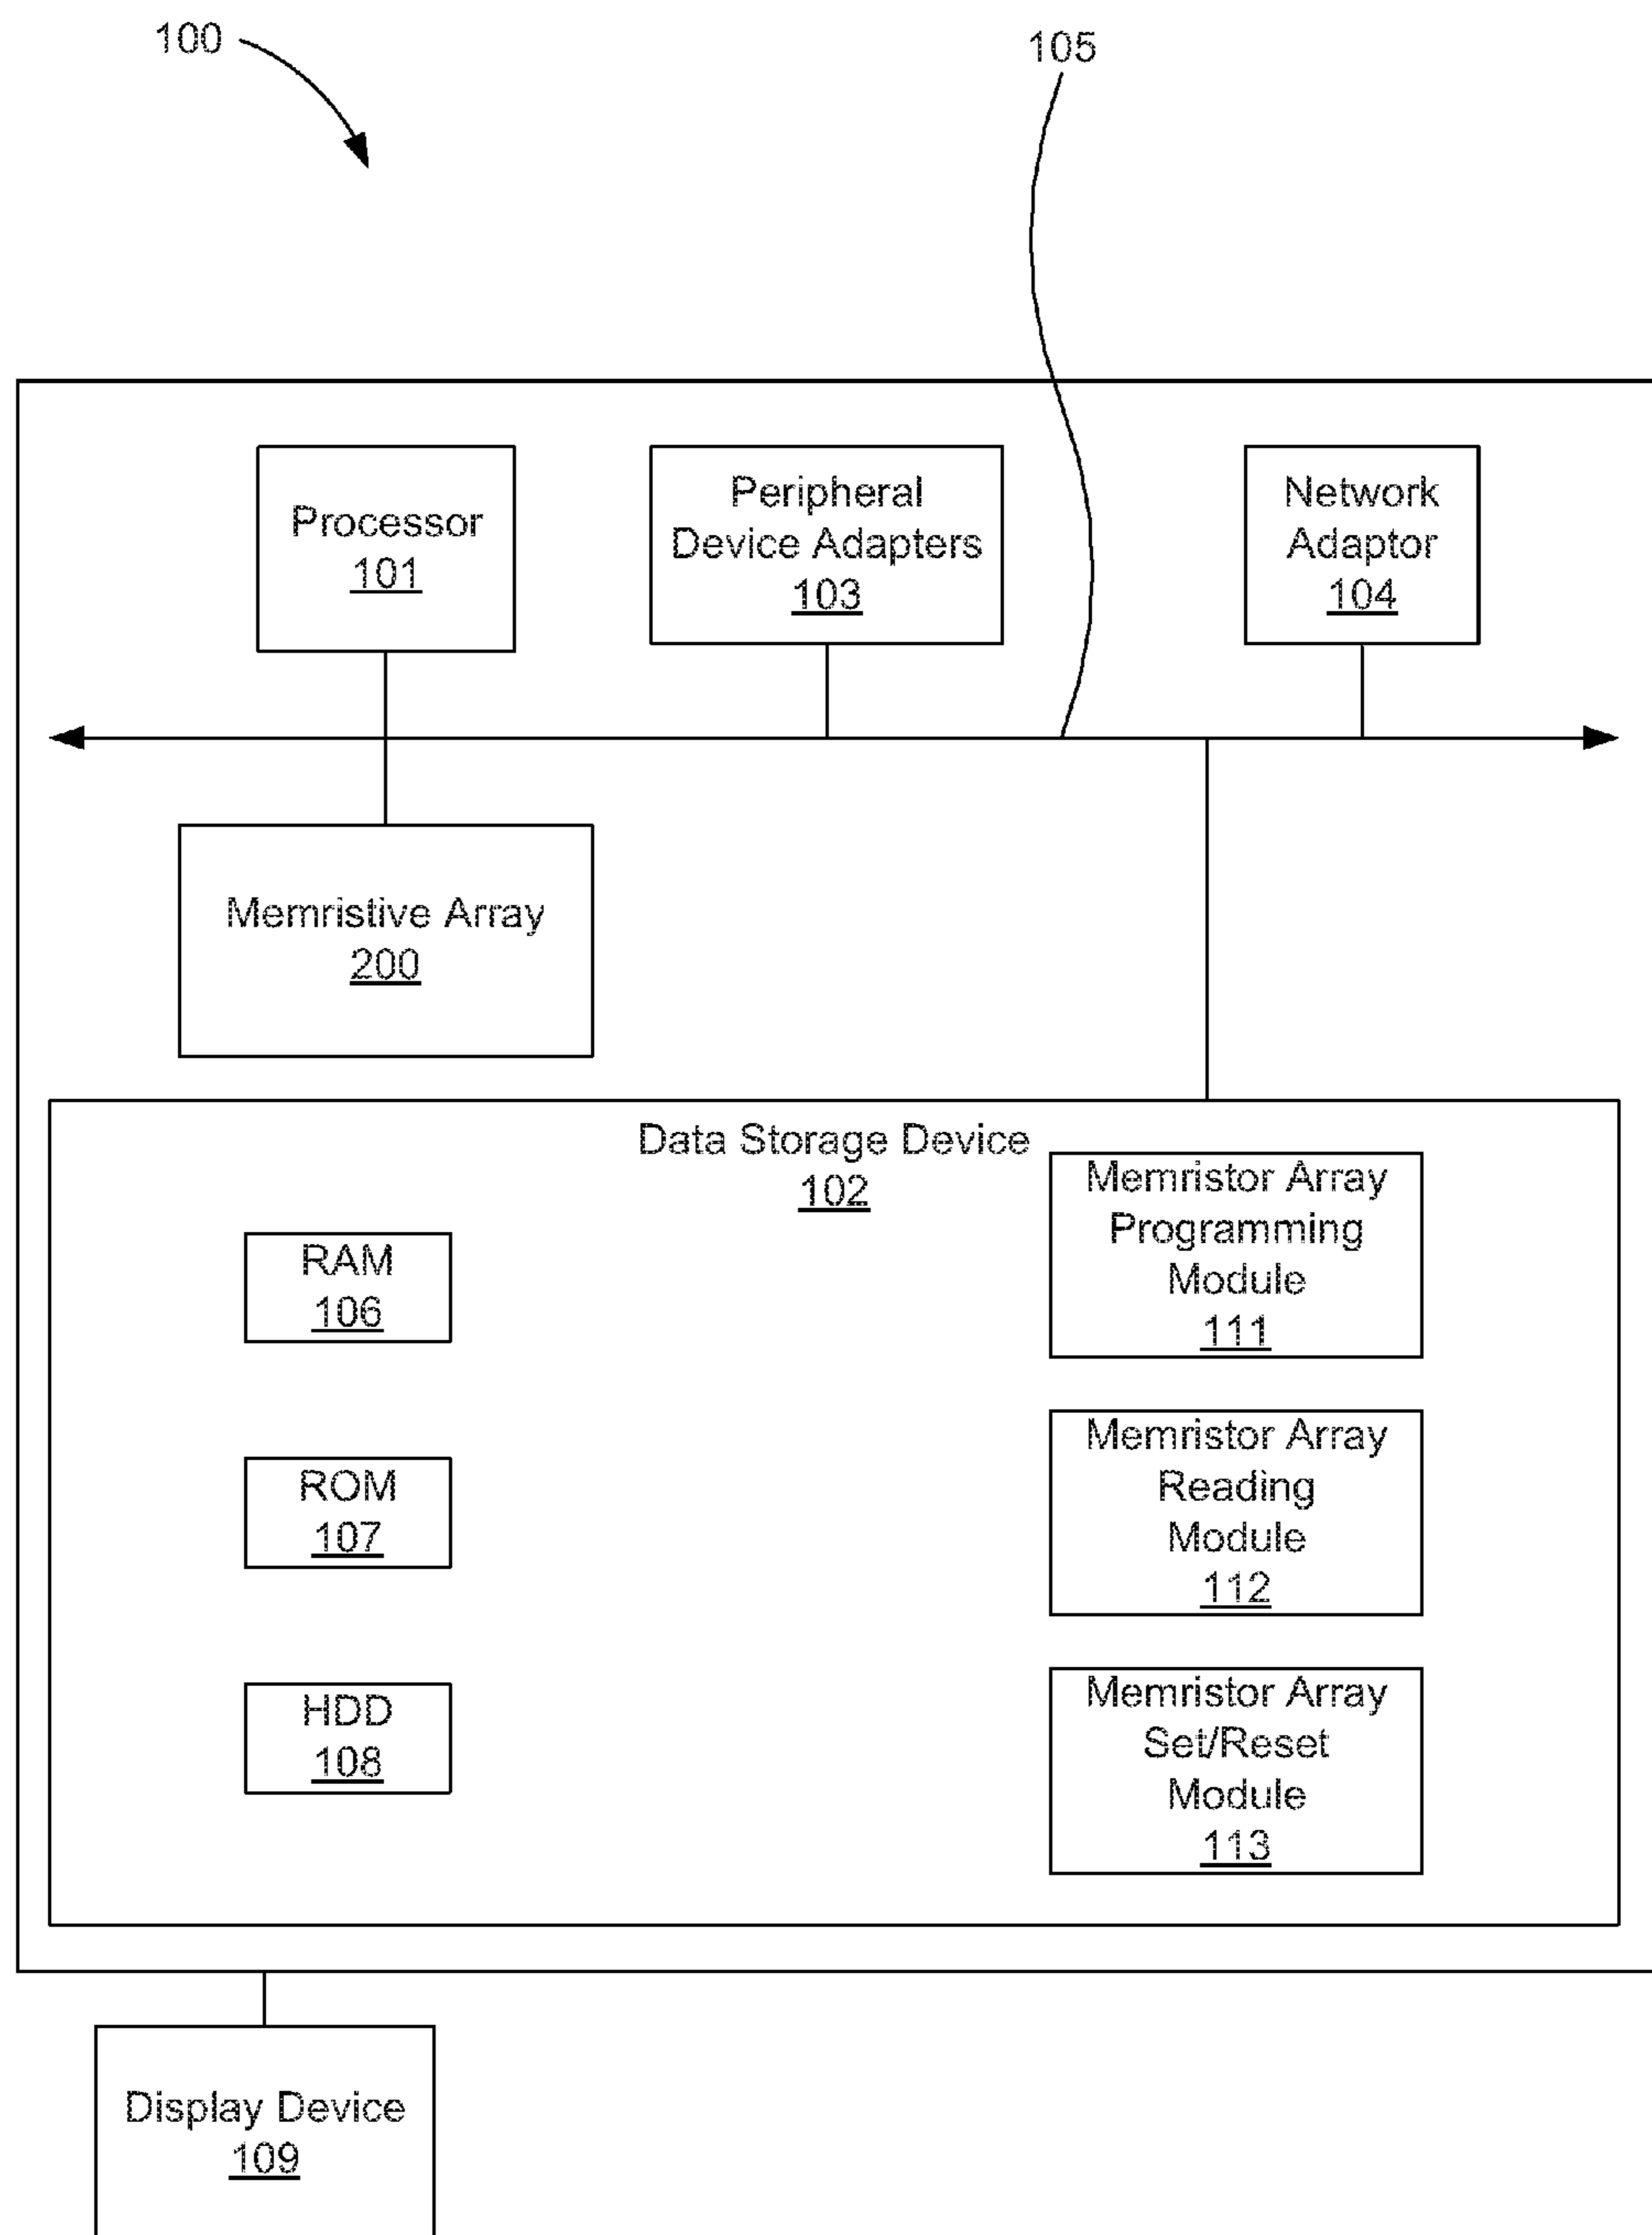 100
105
Processor
101
Peripheral
Device Adapters
103
Network
Adaptor
104
Memristive Array
200
Data Storage Device
102
RAM
106
ROM
107
HDD
108
Memristor Array
Programming
Module
111
Memristor Array
Reading
Module
112
Memristor Array
Set/Reset
Module
113
Display Device
109